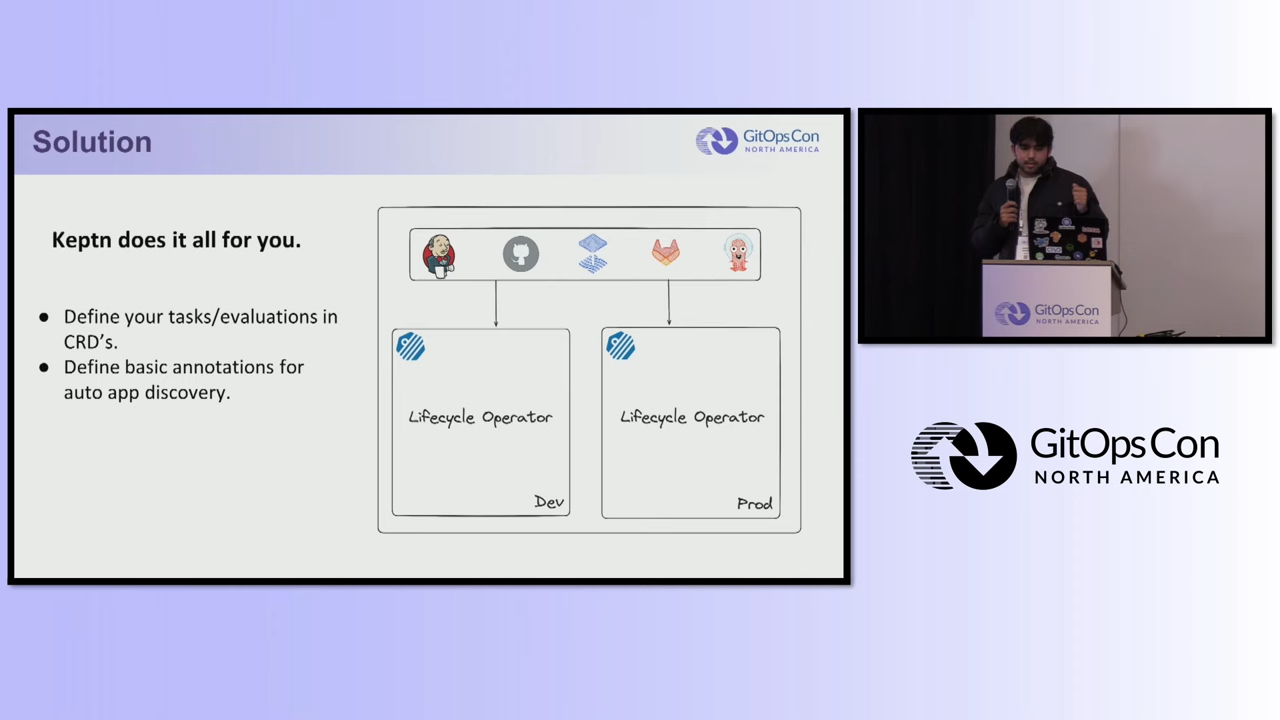 Solution
GitOpsCon
NORTH AMERICA
Keptn does it all for you.
● Define your tasks/evaluations in
CRD's.
● Define basic annotations for
auto app discovery.
Lifecycle Operator
Dev
Lifecycle Operator
Prod
GitOpsCon
NORTH AMERICA
GitOpsCon
NORTH AMERICA